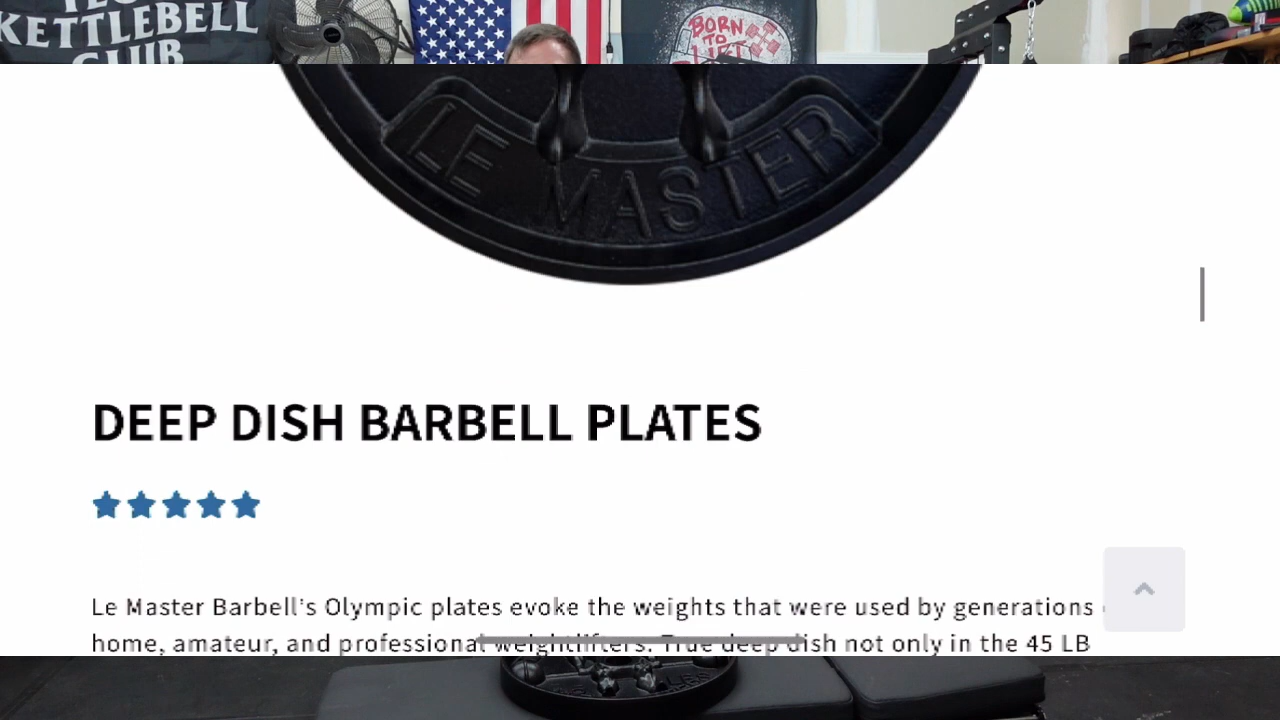 KETTLEBELL
CLUB
BORN
TO
LE MASTER
DEEP DISH BARBELL PLATES
Le Master Barbell's Olympic plates evoke the weights that were used by generations
home, amateur, and professional weightlifters. True deep dish not only in the 45 LB